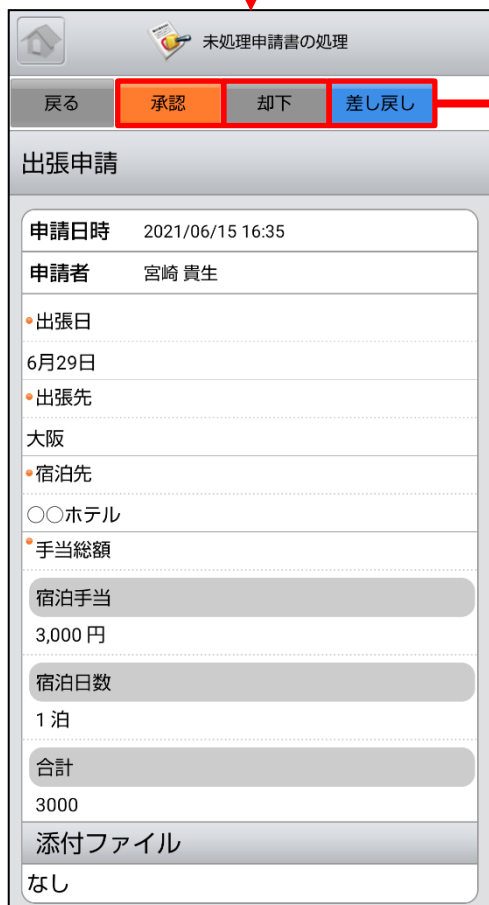 未処理申請書の処理
戻る 承認 却下 差し戻し
出張申請
申請日時 2021/06/15 16:35
申請者 宮崎 貴生
出張日
6月29日
出張先
大阪
宿泊先
○○ホテル
手当総額
宿泊手当
3,000 円
宿泊日数
1 泊
合計
3000
添付ファイル
なし